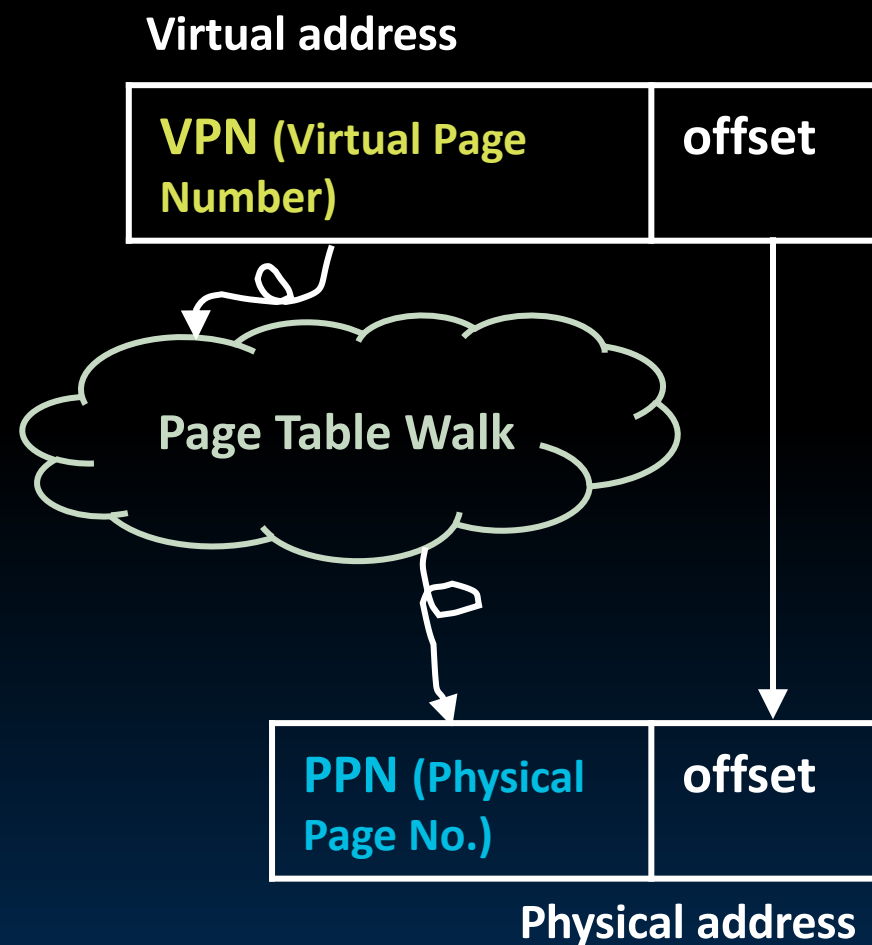 Virtual address
VPN (Virtual Page
Number)
offset
Page Table Walk
PPN (Physical
Page No.)
offset
Physical address